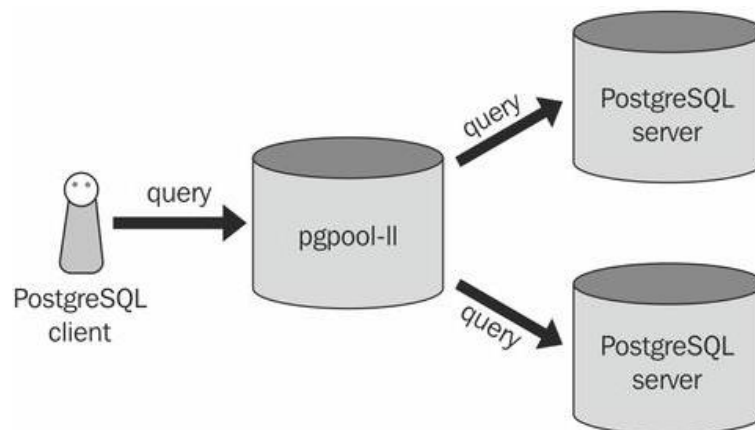 PostgreSQL
server
query
query
pgpool-II
PostgreSQL
client
query
PostgreSQL
server